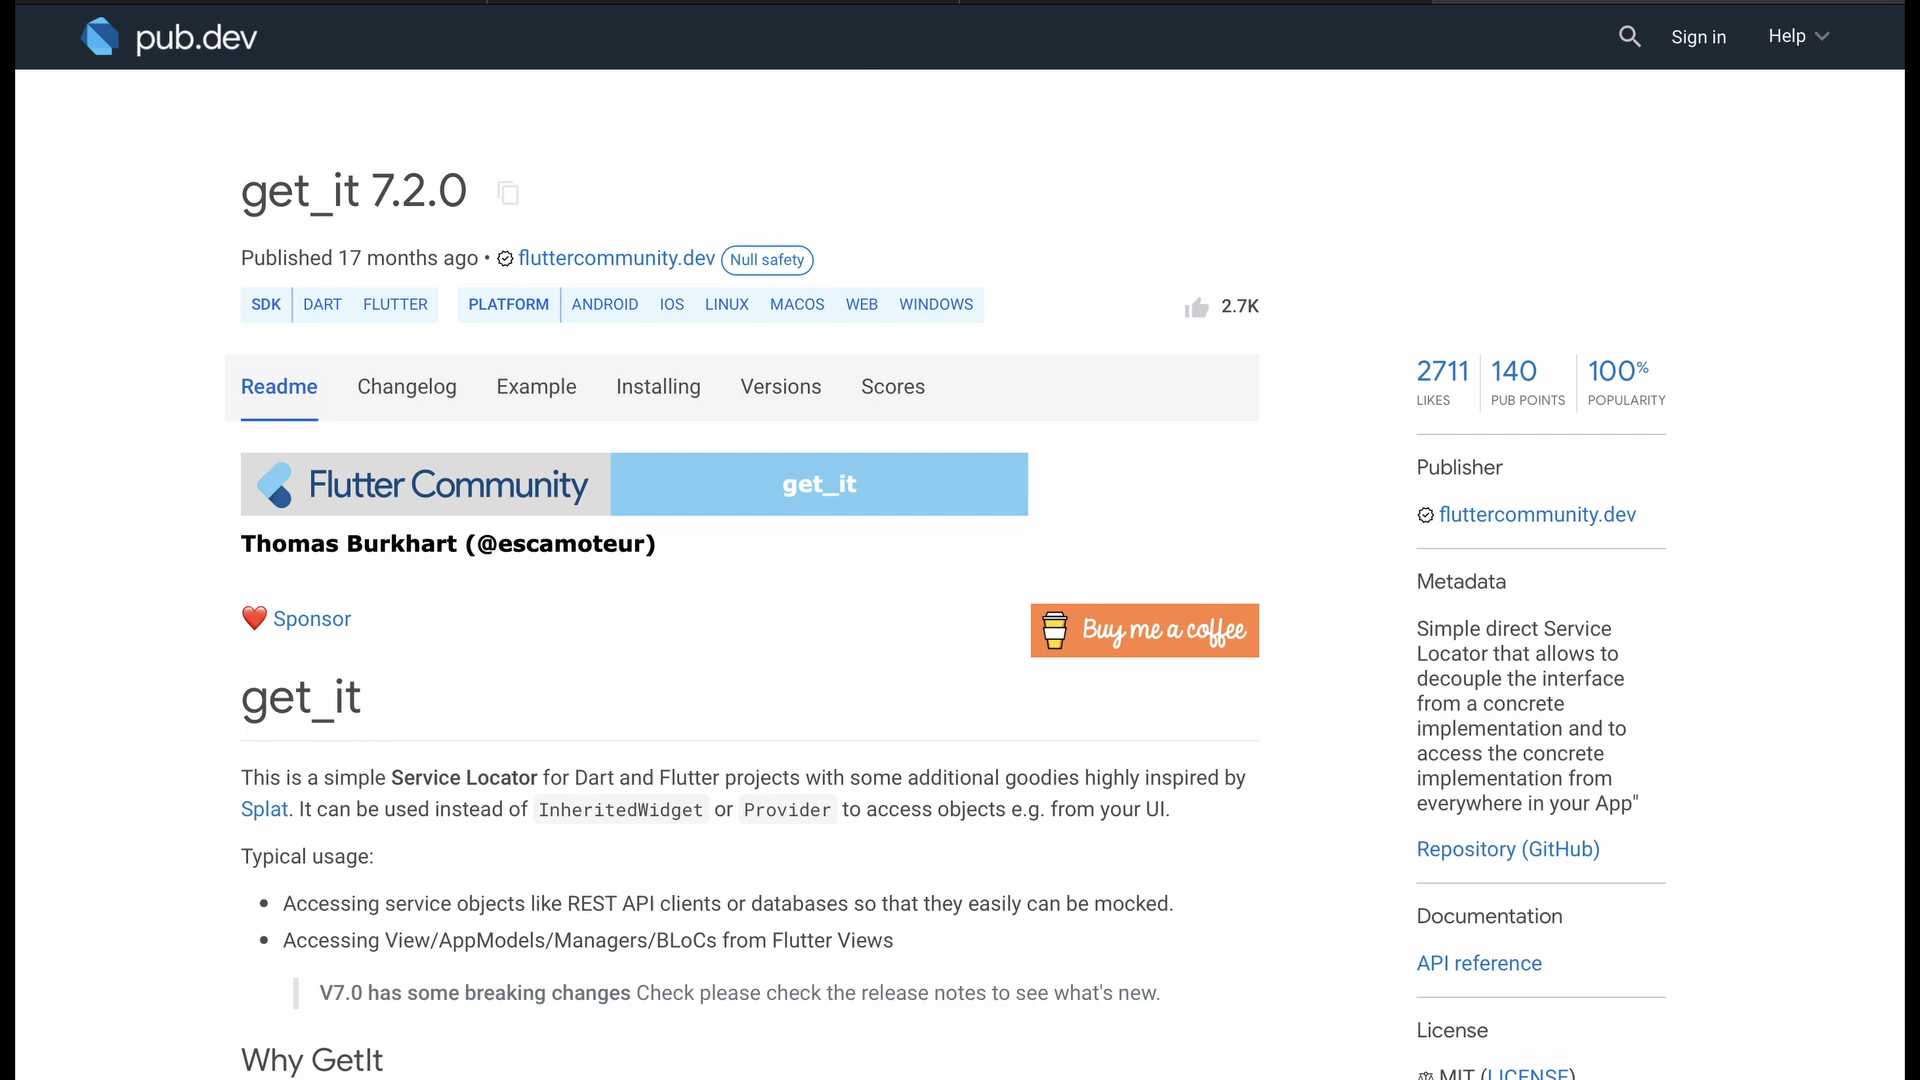 pub.dev
Sign in
Help
get_it 7.2.0
Published 17 months ago • fluttercommunity.dev Null safety
SDK DART FLUTTER PLATFORM ANDROID IOS LINUX MACOS WEB WINDOWS
2.7K
Readme Changelog Example Installing Versions Scores
Flutter Community get_it
Thomas Burkhart (@escamoteur)
❤️ Sponsor
Buy me a coffee
get_it
This is a simple Service Locator for Dart and Flutter projects with some additional goodies highly inspired by
Splat. It can be used instead of InheritedWidget or Provider to access objects e.g. from your UI.
Typical usage:
• Accessing service objects like REST API clients or databases so that they easily can be mocked.
• Accessing View/AppModels/Managers/BLoCs from Flutter Views
V7.0 has some breaking changes Check please check the release notes to see what's new.
Why GetIt
2711 140 100%
LIKES PUB POINTS POPULARITY
Publisher
fluttercommunity.dev
Metadata
Simple direct Service
Locator that allows to
decouple the interface
from a concrete
implementation and to
access the concrete
implementation from
everywhere in your App"
Repository (GitHub)
Documentation
API reference
License
MIT (LICENSE)